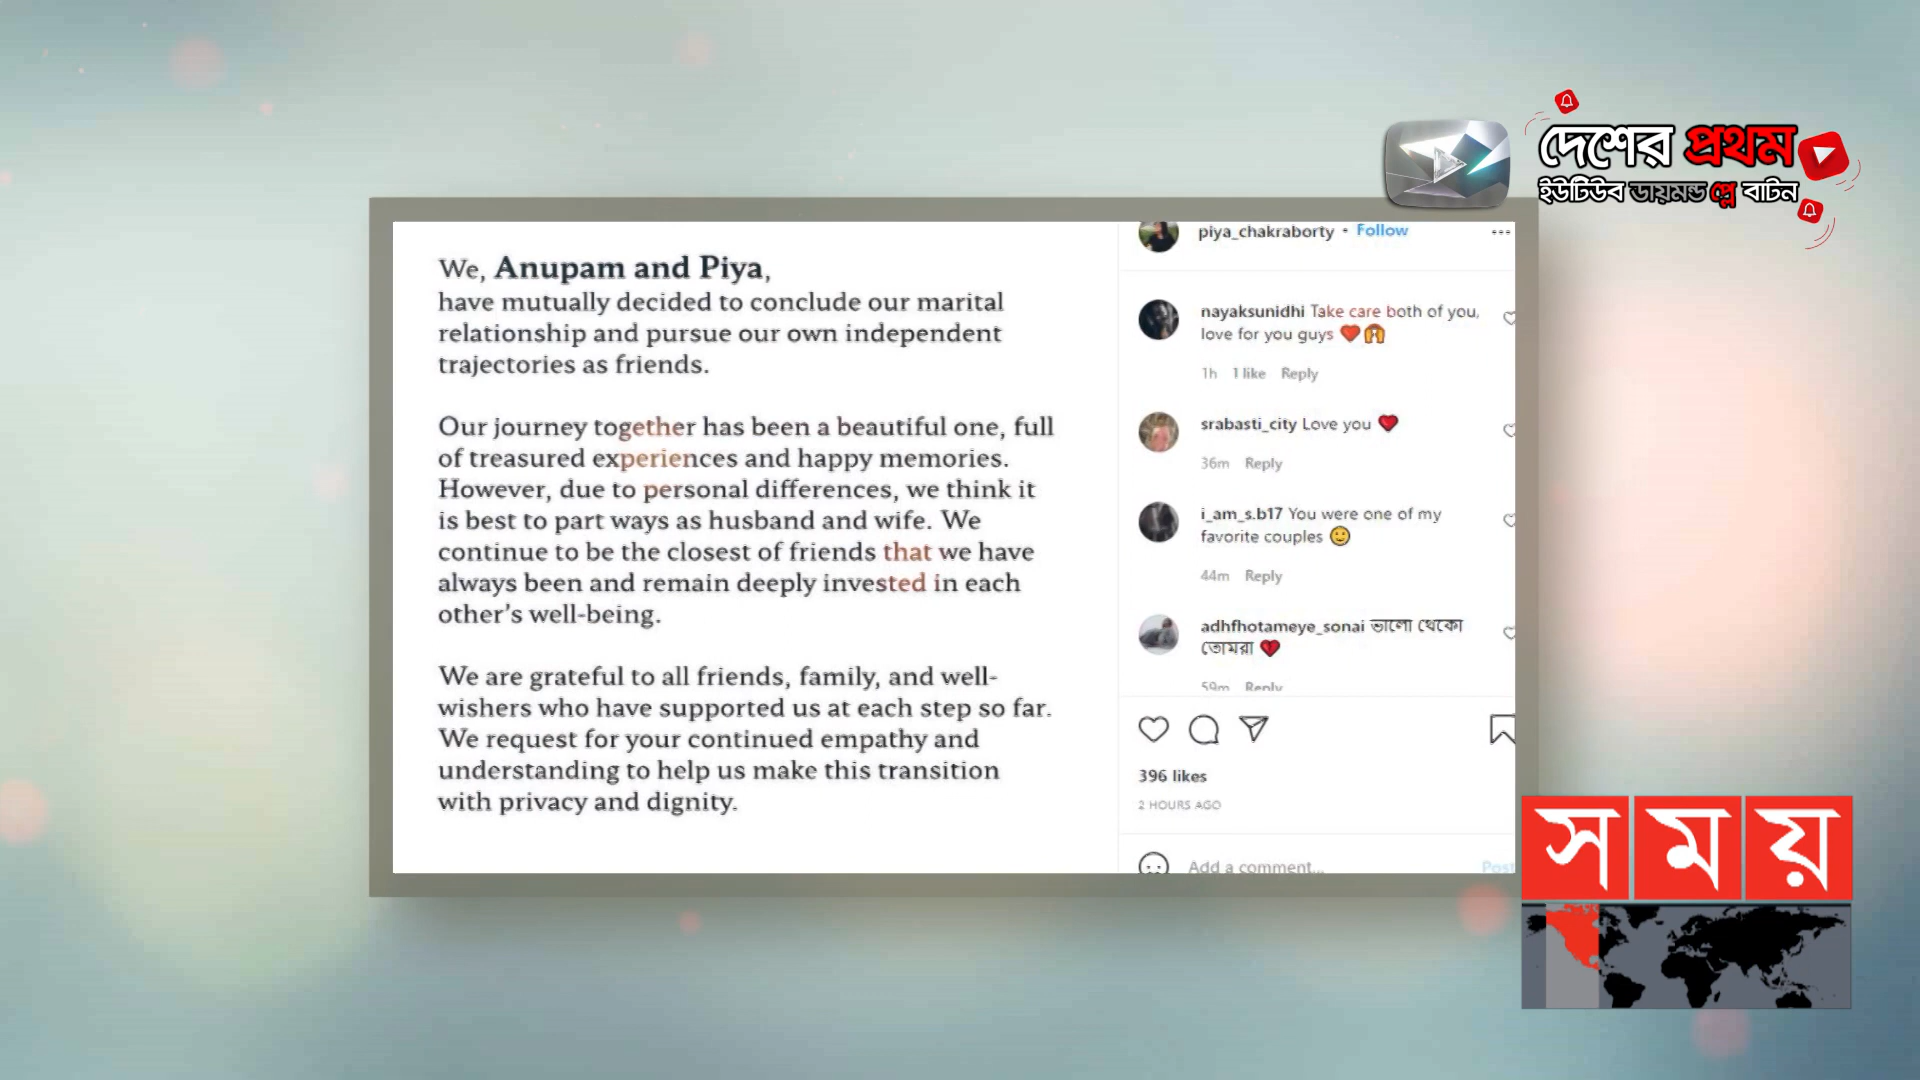 দেশের প্রথম
ইউটিউব ডায়মন্ড প্লে বাটন
We, Anupam and Piya,
have mutually decided to conclude our marital
relationship and pursue our own independent
trajectories as friends.
Our journey together has been a beautiful one, full
of treasured experiences and happy memories.
However, due to personal differences, we think it
is best to part ways as husband and wife. We
continue to be the closest of friends that we have
always been and remain deeply invested in each
other’s well-being.
We are grateful to all friends, family, and well-
wishers who have supported us at each step so far.
We request for your continued empathy and
understanding to help us make this transition
with privacy and dignity.
piya_chakraborty • Follow
nayaksunidhi Take care both of you,
love for you guys ❤️🙌
1h 1 like Reply
srabasti_city Love you ❤️
36m Reply
i_am_s.b17 You were one of my
favorite couples 🙂
44m Reply
adhfhotameye_sonai ভালো থেকো
তোমরা ❤️
59m Reply
396 likes
2 HOURS AGO
Add a comment...
Post
সময়